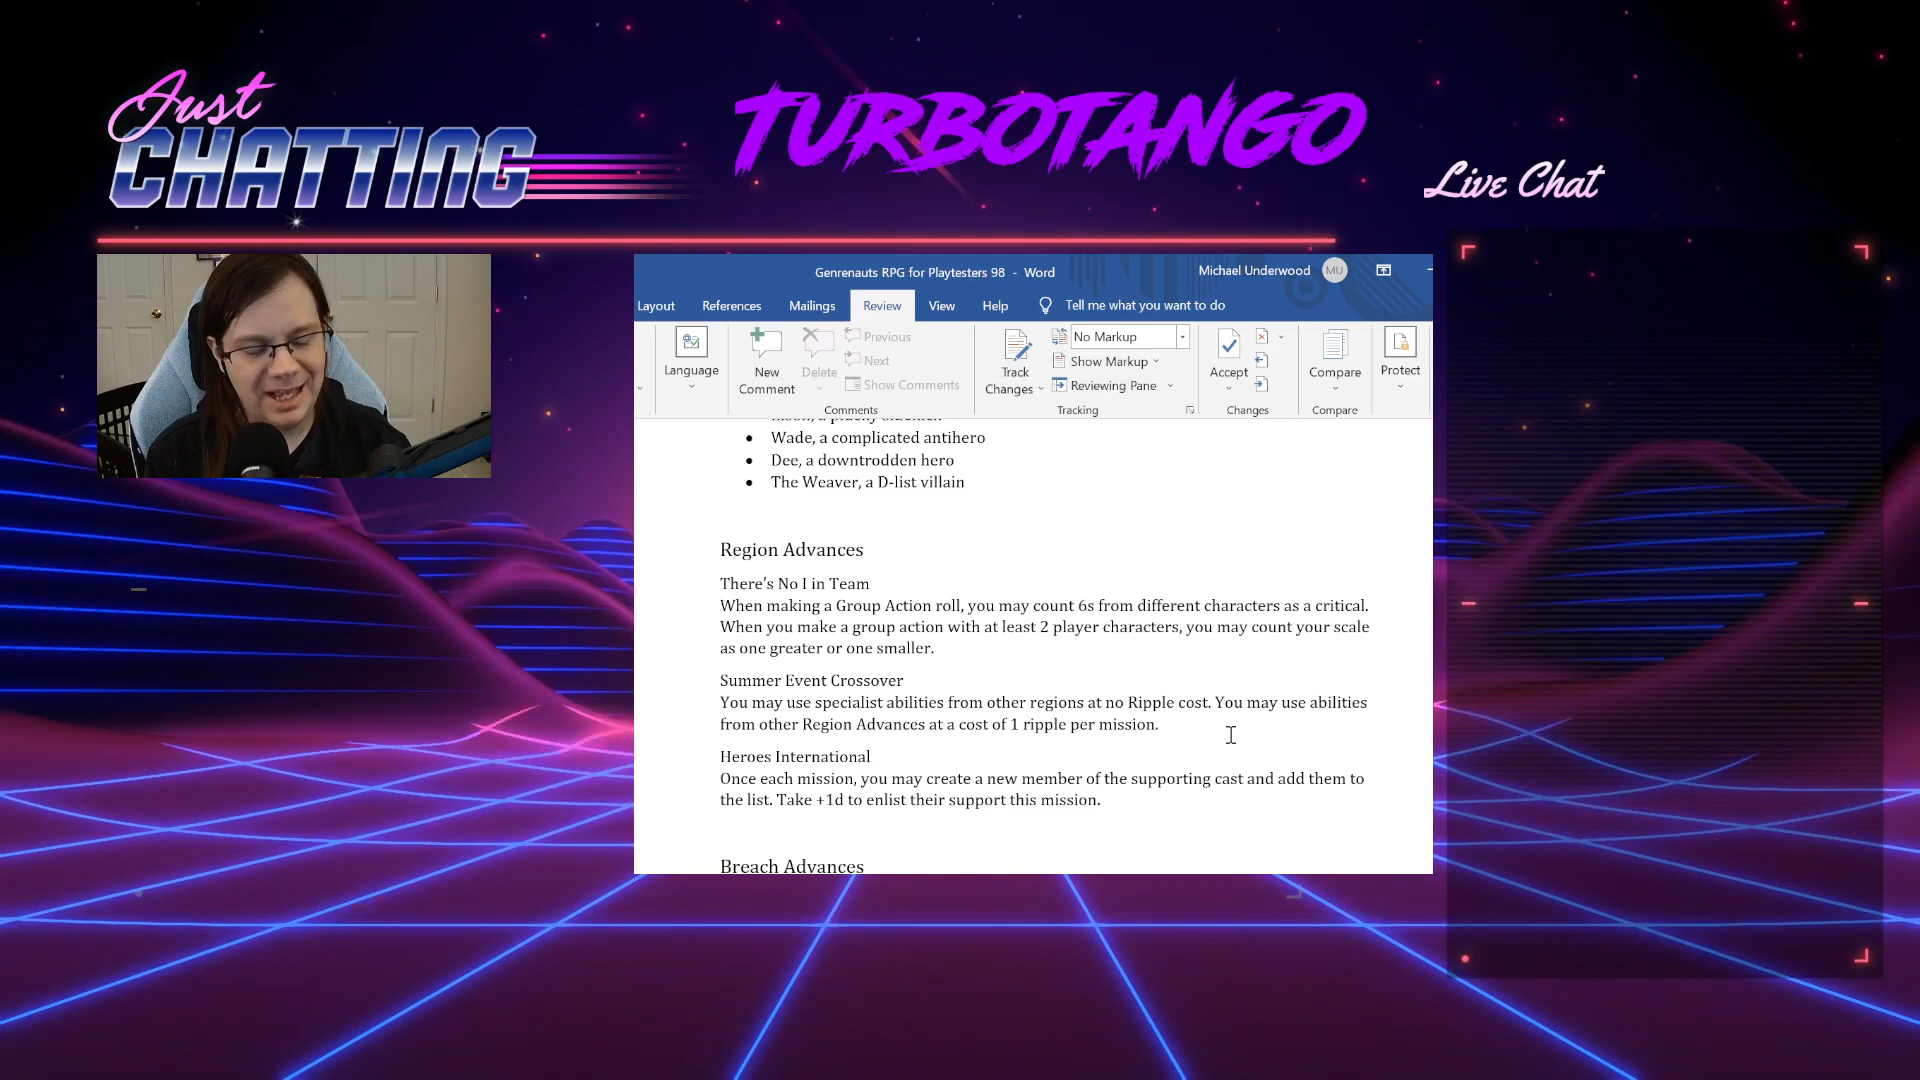 Just
CHATTING
TURBOTANGO
Live Chat
Genrenauts RPG for Playtesters 98 - Word
Michael Underwood
MU
Layout
References
Mailings
Review
View
Help
Tell me what you want to do
Language
New
Comment
Delete
Previous
Next
Show Comments
Comments
Track
Changes
No Markup
Show Markup
Reviewing Pane
Tracking
Accept
Changes
Compare
Compare
Protect
• Wade, a complicated antihero
• Dee, a downtrodden hero
• The Weaver, a D-list villain
Region Advances
There’s No I in Team
When making a Group Action roll, you may count 6s from different characters as a critical.
When you make a group action with at least 2 player characters, you may count your scale
as one greater or one smaller.
Summer Event Crossover
You may use specialist abilities from other regions at no Ripple cost. You may use abilities
from other Region Advances at a cost of 1 ripple per mission.
Heroes International
Once each mission, you may create a new member of the supporting cast and add them to
the list. Take +1d to enlist their support this mission.
Breach Advances